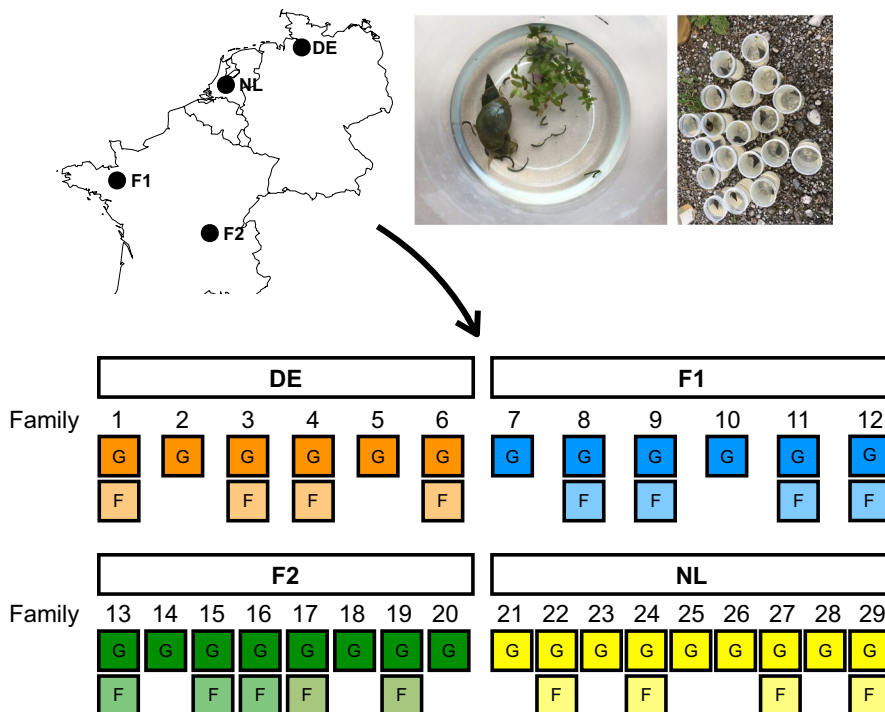 DE
NL
F1
F2
DE F1
Family 1 2 3 4 5 6 7 8 9 10 11 12
G G G G G G G G G G G G
F F F F F F F F
F2 NL
Family 13 14 15 16 17 18 19 20 21 22 23 24 25 26 27 28 29
G G G G G G G G G G G G G G G G G
F F F F F F F F F